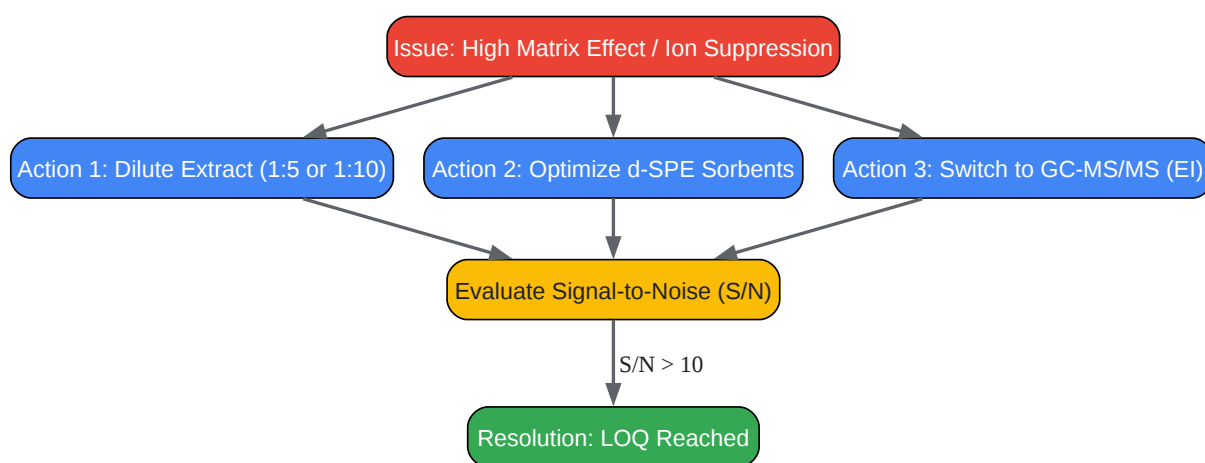 Issue: High Matrix Effect / Ion Suppression
Action 1: Dilute Extract (1:5 or 1:10)
Action 2: Optimize d-SPE Sorbents
Action 3: Switch to GC-MS/MS (EI)
Evaluate Signal-to-Noise (S/N)
S/N > 10
Resolution: LOQ Reached